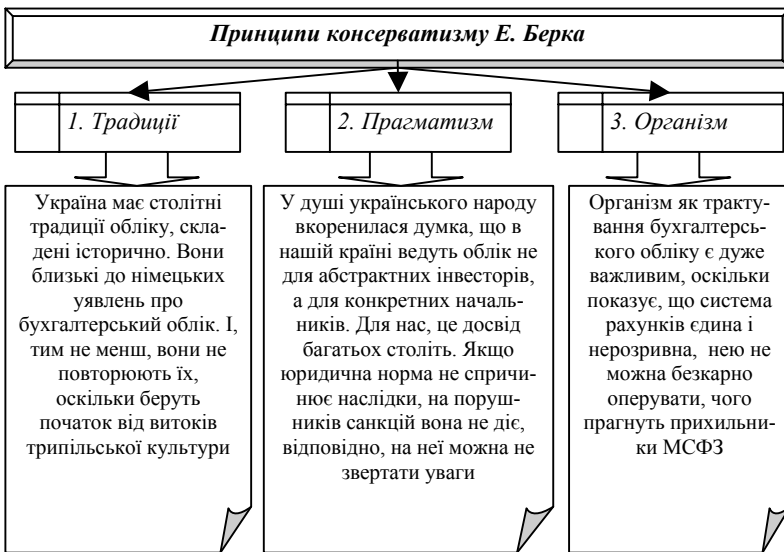 Принципи консерватизму Е. Берка
1. Традиції
2. Прагматизм
3. Організм
Україна має столітні
традиції обліку, скла-
дені історично. Вони
близькі до німецьких
уявлень про
бухгалтерський облік. І,
тим не менш, вони не
повторюють їх,
оскільки беруть
початок від витоків
трипільської культури
У душі українського народу
вкоренилася думка, що в
нашій країні ведуть облік не
для абстрактних інвесторів,
а для конкретних началь-
ників. Для нас, це досвід
багатьох століть. Якщо
юридична норма не спричи-
нює наслідки, на поруш-
ників санкцій вона не діє,
відповідно, на неї можна не
звертати уваги
Організм як тракту-
вання бухгалтерсь-
кого обліку є дуже
важливим, оскільки
показує, що система
рахунків єдина і
нерозривна, нею не
можна безкарно
оперувати, чого
прагнуть прихильни-
ки МСФЗ